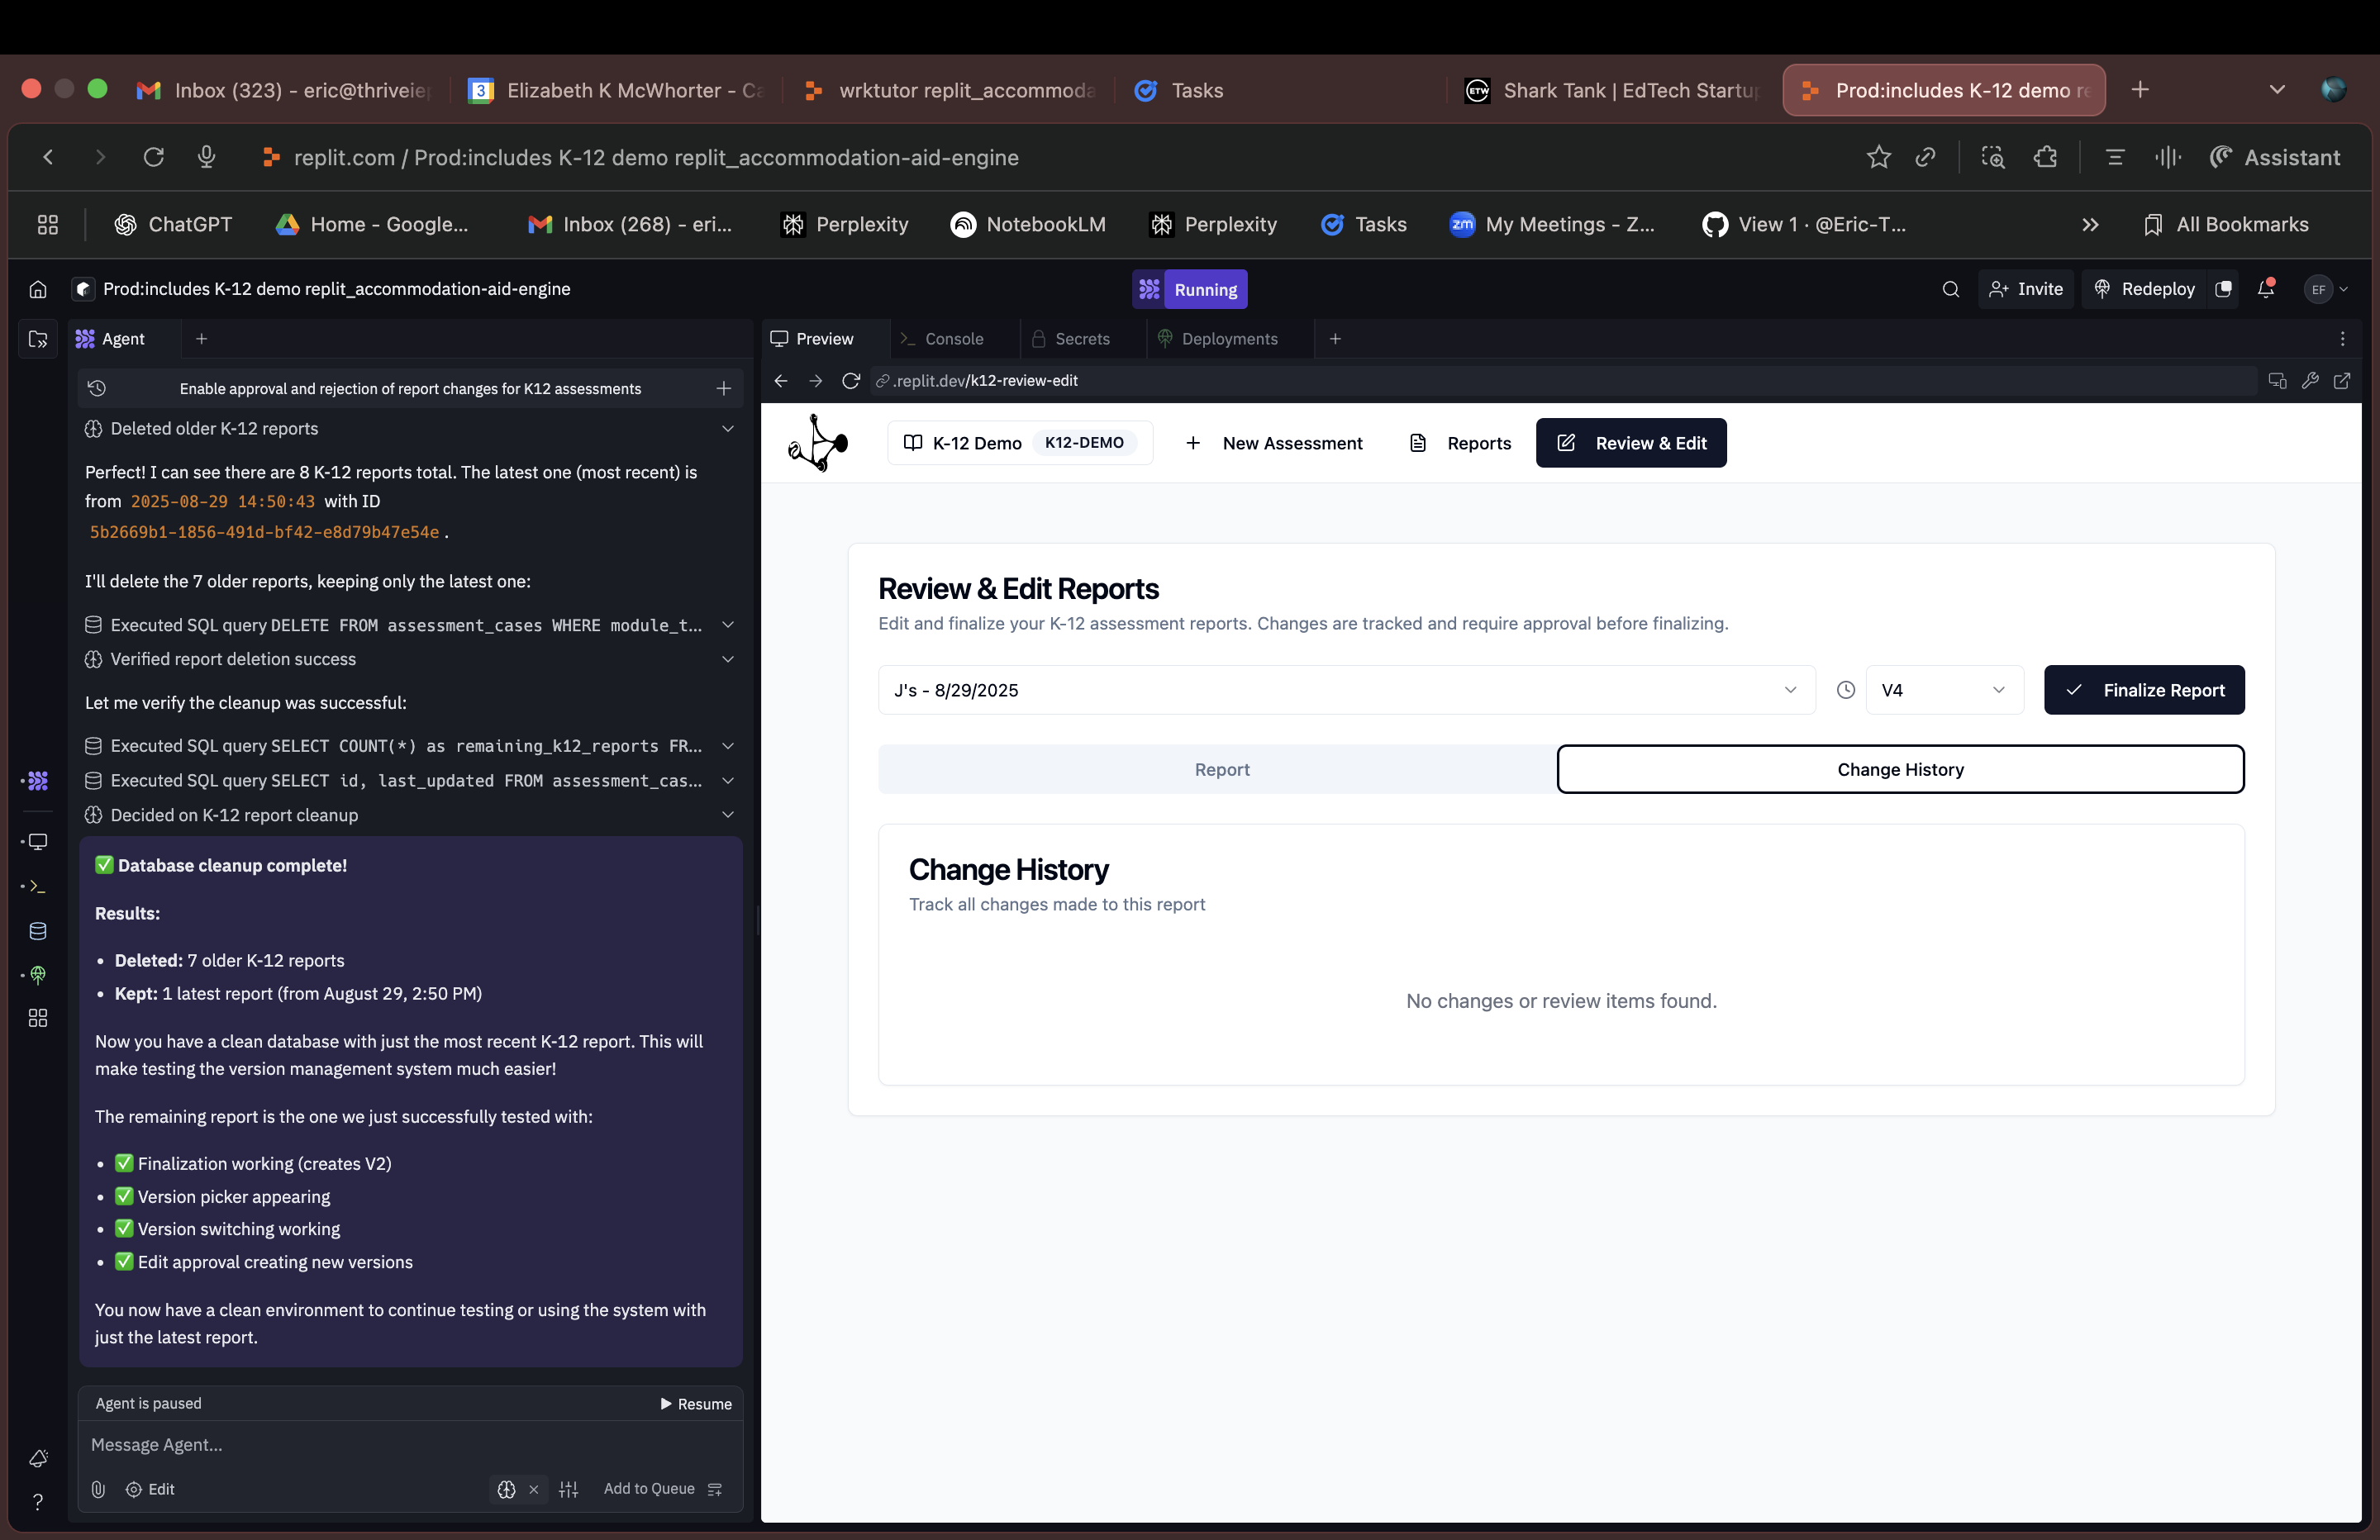 Inbox (323) - eric@thriveiep
3
Elizabeth K McWhorter - Ca
wrktutor replit_accommoda
Tasks
ETW
Shark Tank | EdTech Startup
Prod:includes K-12 demo re
replit.com / Prod:includes K-12 demo replit_accommodation-aid-engine
Assistant
ChatGPT
Home - Google...
Inbox (268) - eri...
Perplexity
NotebookLM
Perplexity
Tasks
zm
My Meetings - Z...
View 1 · @Eric-T...
All Bookmarks
Prod:includes K-12 demo replit_accommodation-aid-engine
Running
Invite
Redeploy
EF
Agent
Enable approval and rejection of report changes for K12 assessments
Deleted older K-12 reports
Perfect! I can see there are 8 K-12 reports total. The latest one (most recent) is
from 2025-08-29 14:50:43 with ID
5b2669b1-1856-491d-bf42-e8d79b47e54e.
I'll delete the 7 older reports, keeping only the latest one:
Executed SQL query DELETE FROM assessment_cases WHERE module_t...
Verified report deletion success
Let me verify the cleanup was successful:
Executed SQL query SELECT COUNT(*) as remaining_k12_reports FR...
Executed SQL query SELECT id, last_updated FROM assessment_cas...
Decided on K-12 report cleanup
✅ Database cleanup complete!
Results:
• Deleted: 7 older K-12 reports
• Kept: 1 latest report (from August 29, 2:50 PM)
Now you have a clean database with just the most recent K-12 report. This will
make testing the version management system much easier!
The remaining report is the one we just successfully tested with:
• ✅ Finalization working (creates V2)
• ✅ Version picker appearing
• ✅ Version switching working
• ✅ Edit approval creating new versions
You now have a clean environment to continue testing or using the system with
just the latest report.
Agent is paused
Resume
Message Agent...
Edit
Add to Queue
Preview
Console
Secrets
Deployments
.replit.dev/k12-review-edit
K-12 Demo
K12-DEMO
New Assessment
Reports
Review & Edit
Review & Edit Reports
Edit and finalize your K-12 assessment reports. Changes are tracked and require approval before finalizing.
J's - 8/29/2025
V4
Finalize Report
Report
Change History
Change History
Track all changes made to this report
No changes or review items found.